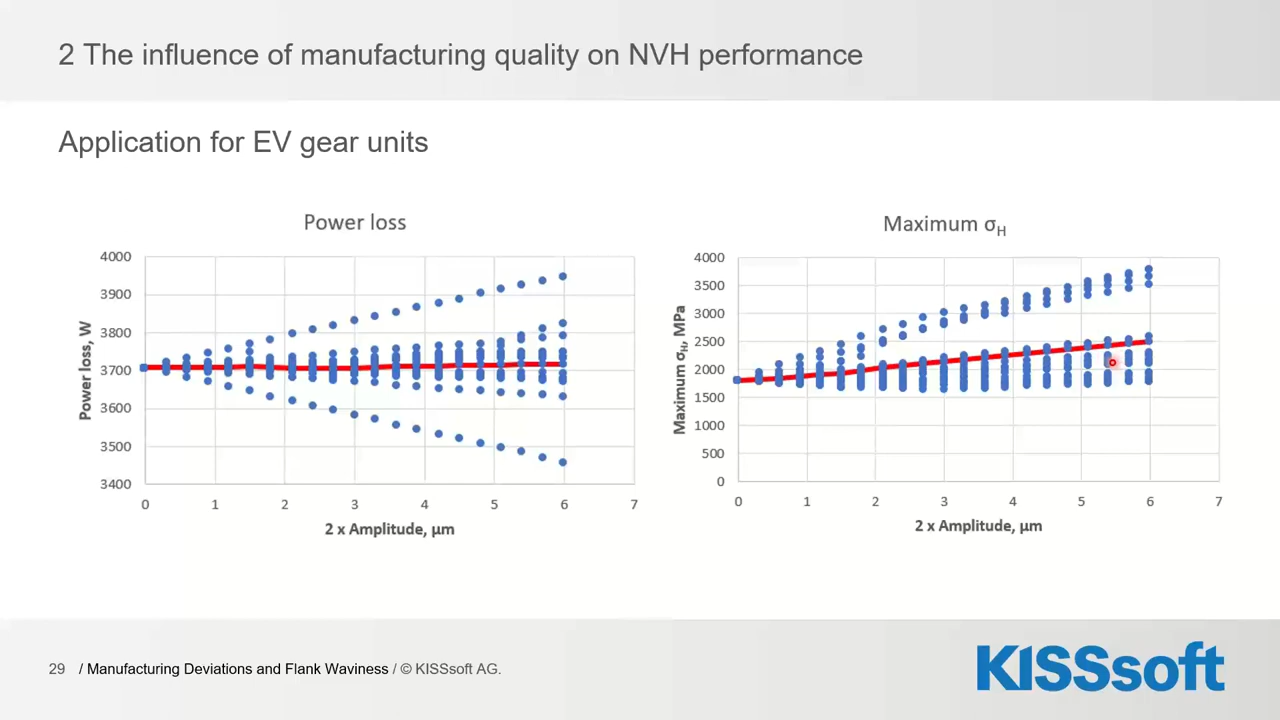 2 The influence of manufacturing quality on NVH performance
Application for EV gear units
Power loss
4000
3900
3800
3700
3600
3500
3400
Power loss, W
0 1 2 3 4 5 6 7
2 x Amplitude, µm
Maximum σH
4000
3500
3000
2500
2000
1500
1000
500
0
Maximum σH, MPa
0 1 2 3 4 5 6 7
2 x Amplitude, µm
29 / Manufacturing Deviations and Flank Waviness / © KISSsoft AG.
KISSsoft